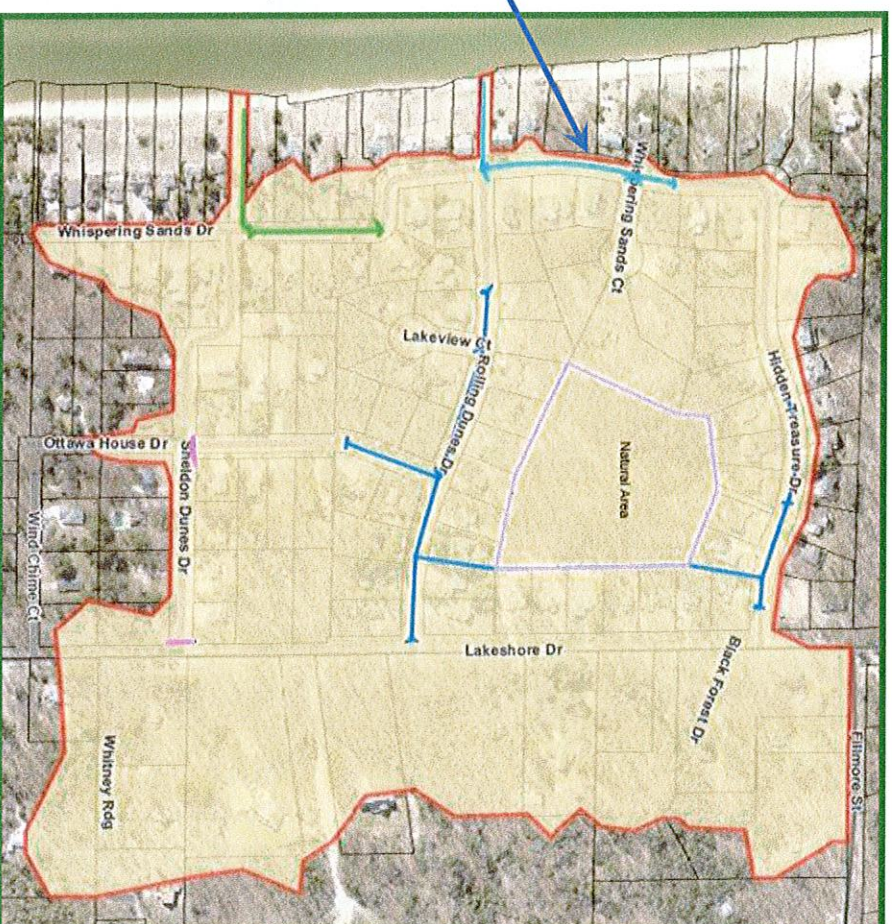 Whispering Sands Ct
Whispering Sands Dr
Lakeview Ct
Rolling Dunes Dr
Hidden Treasure Dr
Ottawa House Dr
Sheldon Dunes Dr
Natural Area
Wind Chime Ct
Lakeshore Dr
Black Forest Dr
Whitney Rdg
Fillmore St